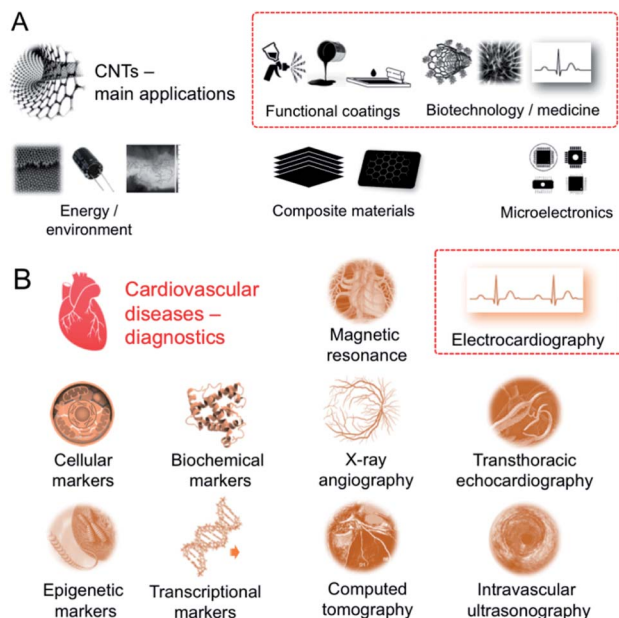 A
CNTs –
main applications
Functional coatings
Biotechnology / medicine
Energy /
environment
Composite materials
Microelectronics
B
Cardiovascular
diseases –
diagnostics
Magnetic
resonance
Electrocardiography
Cellular
markers
Biochemical
markers
X-ray
angiography
Transthoracic
echocardiography
Epigenetic
markers
Transcriptional
markers
Computed
tomography
Intravascular
ultrasonography